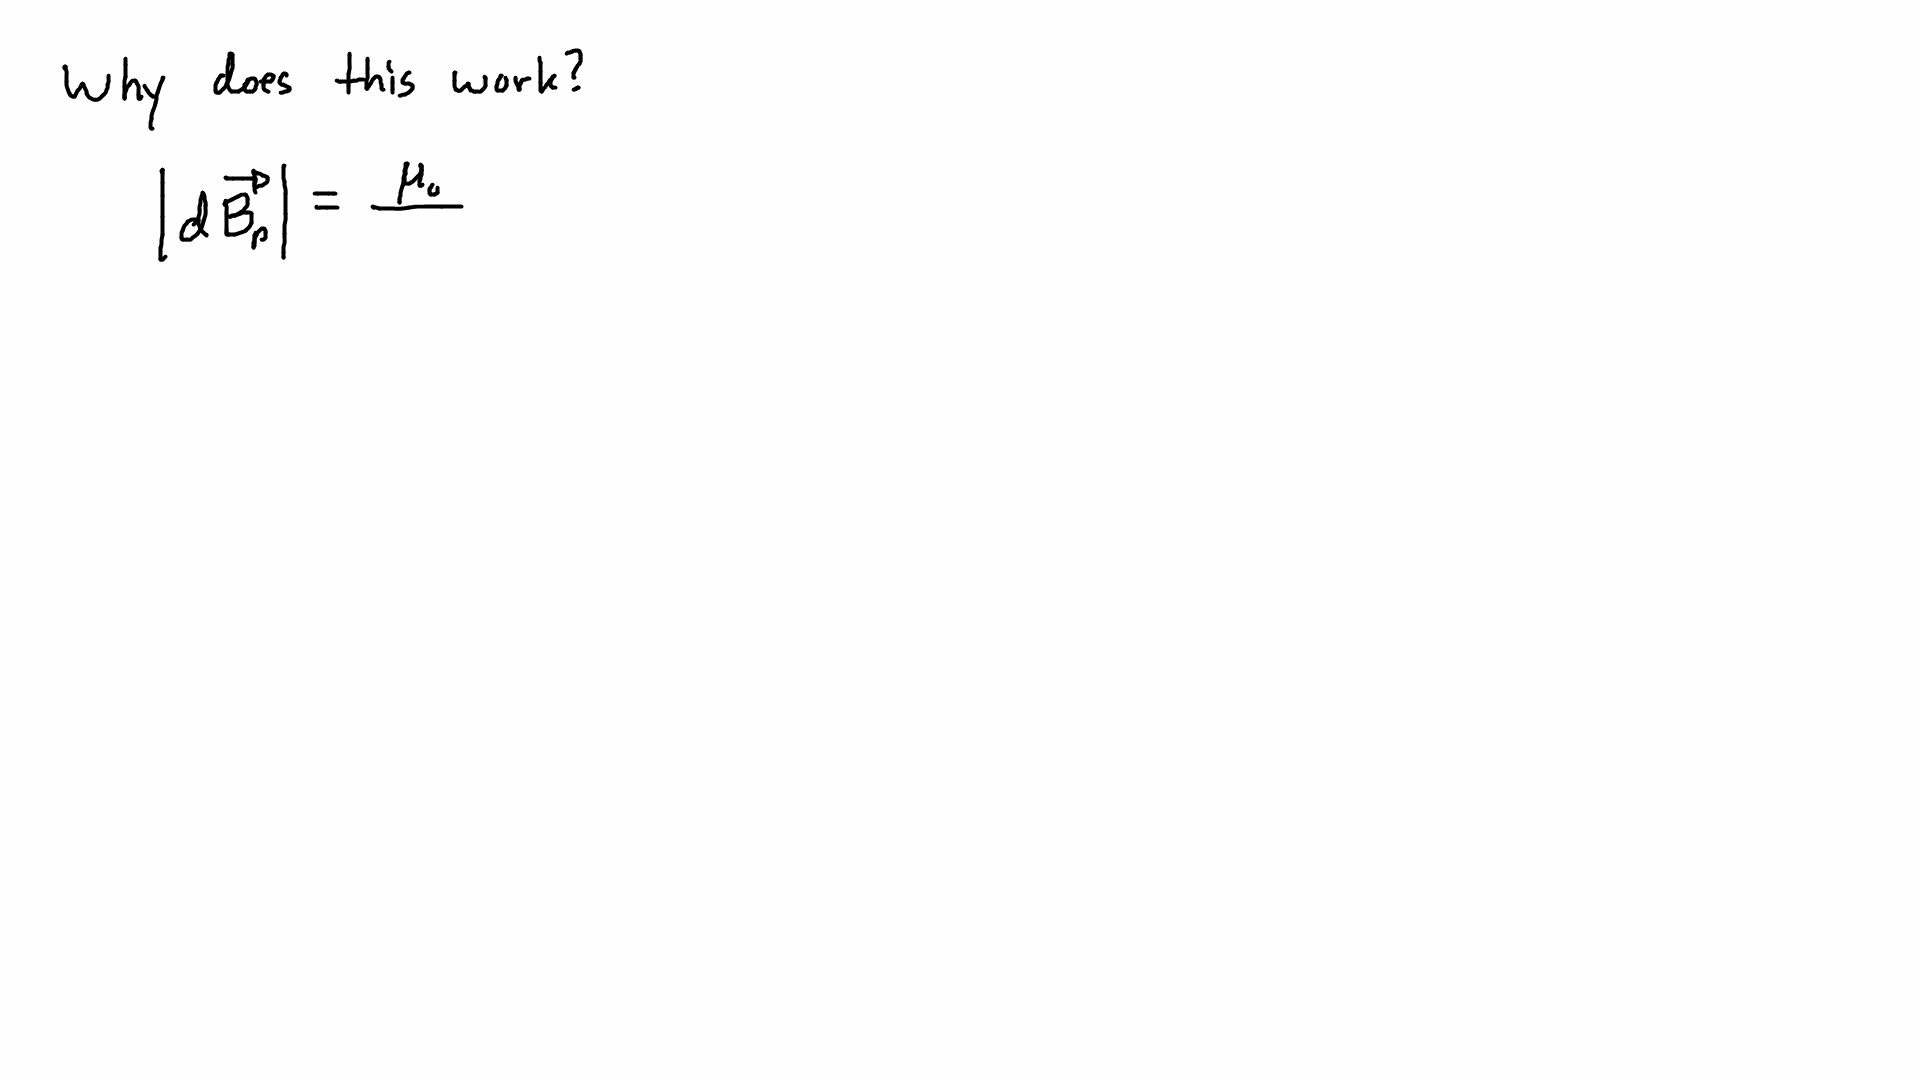 Why does this work?
|dB⃗ₚ| = μ₀/